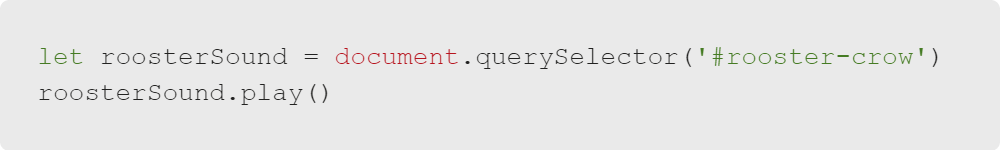 let roosterSound = document.querySelector('#rooster-crow')
roosterSound.play()